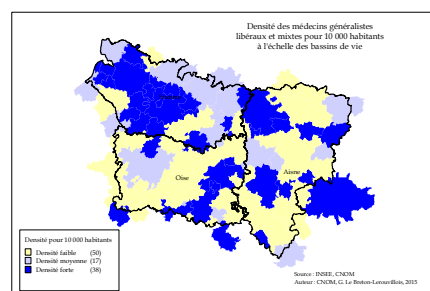 Densité des médecins généralistes
libéraux et mixtes pour 10 000 habitants
à l'échelle des bassins de vie
Somme
Aisne
Oise
Densité pour 10 000 habitants
Densité faible (50)
Densité moyenne (17)
Densité forte (38)
Source : INSEE, CNOM
Auteur : CNOM, G. Le Breton-Lerouvillois, 2015